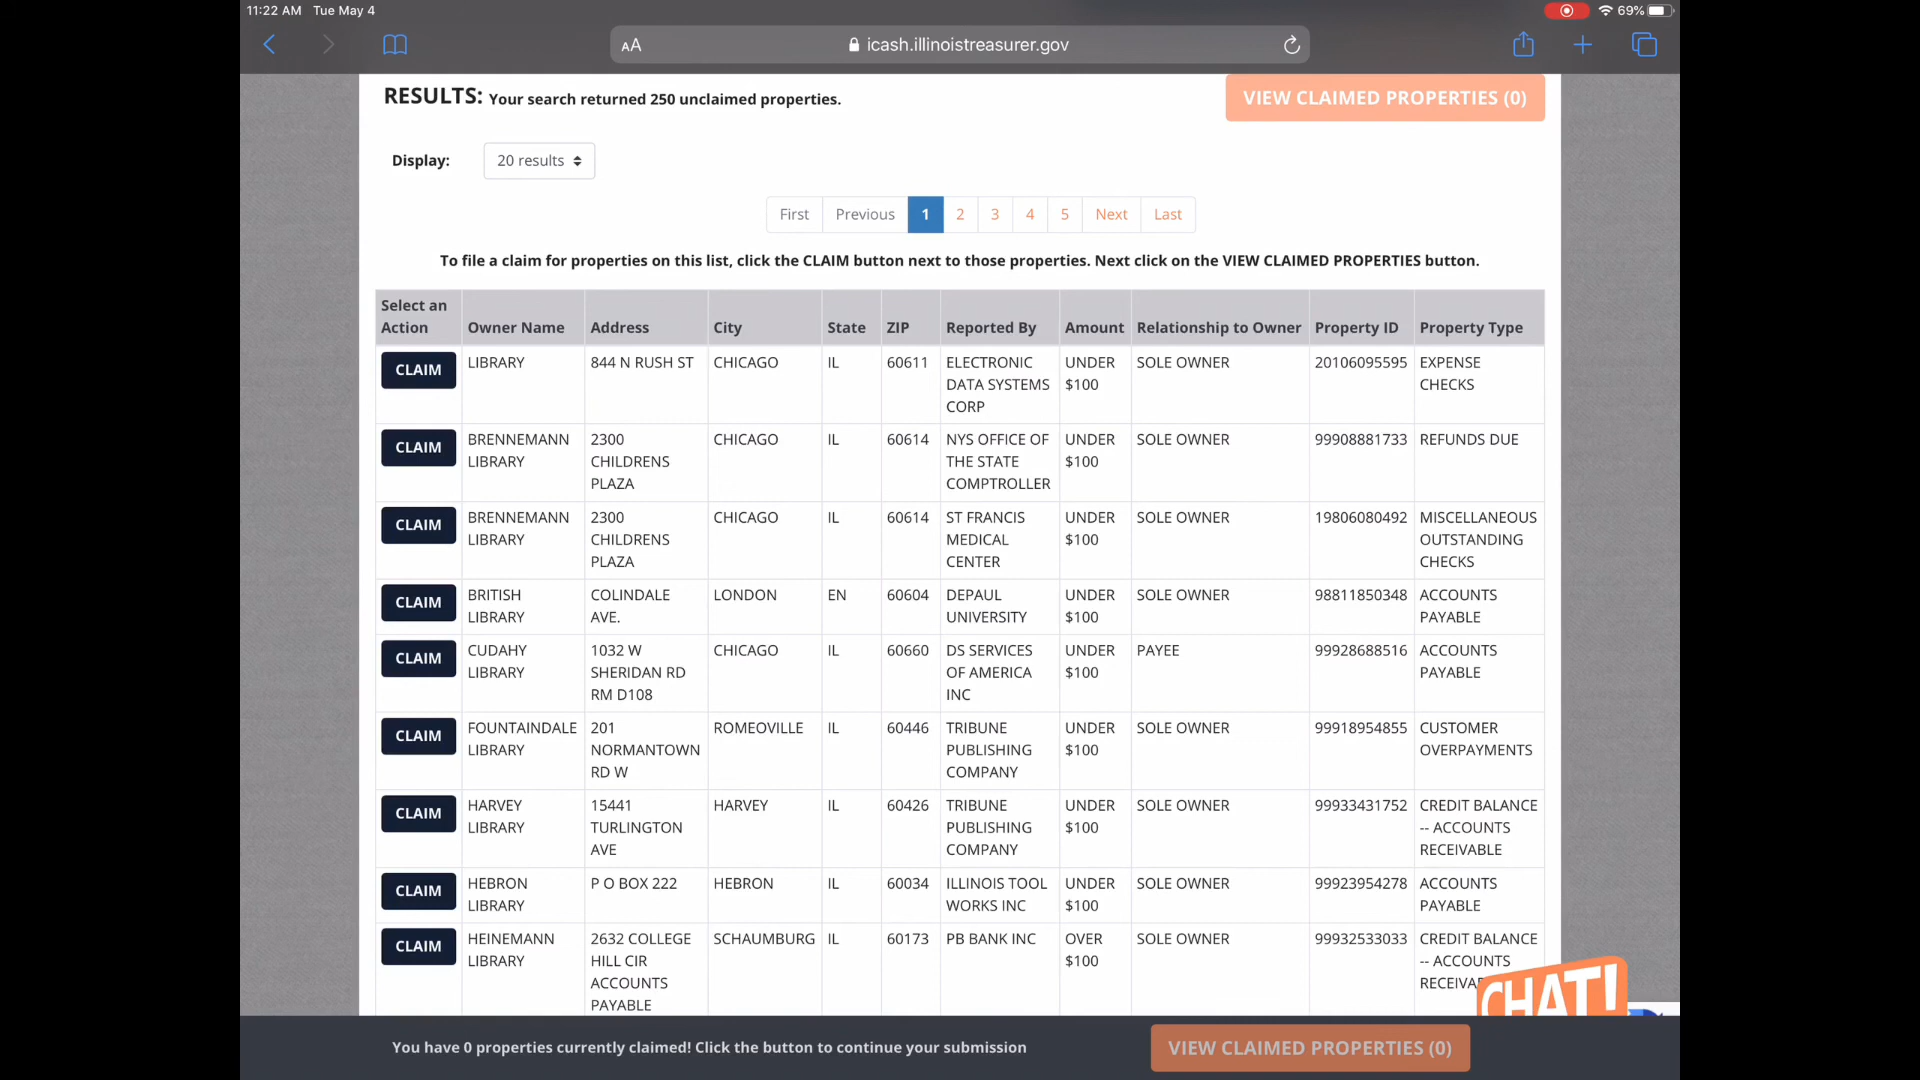 11:22 AM Tue May 4
69%
AA
icash.illinoistreasurer.gov
RESULTS: Your search returned 250 unclaimed properties.
VIEW CLAIMED PROPERTIES (0)
Display: 20 results
First Previous 1 2 3 4 5 Next Last
To file a claim for properties on this list, click the CLAIM button next to those properties. Next click on the VIEW CLAIMED PROPERTIES button.
Select an
Action Owner Name Address City State ZIP Reported By Amount Relationship to Owner Property ID Property Type
CLAIM LIBRARY 844 N RUSH ST CHICAGO IL 60611 ELECTRONIC UNDER SOLE OWNER 20106095595 EXPENSE
DATA SYSTEMS $100 CHECKS
CORP
CLAIM BRENNEMANN 2300 CHICAGO IL 60614 NYS OFFICE OF UNDER SOLE OWNER 99908881733 REFUNDS DUE
LIBRARY CHILDRENS THE STATE $100
PLAZA COMPTROLLER
CLAIM BRENNEMANN 2300 CHICAGO IL 60614 ST FRANCIS UNDER SOLE OWNER 19806080492 MISCELLANEOUS
LIBRARY CHILDRENS MEDICAL $100 OUTSTANDING
PLAZA CENTER CHECKS
CLAIM BRITISH COLINDALE LONDON EN 60604 DEPAUL UNDER SOLE OWNER 98811850348 ACCOUNTS
LIBRARY AVE. UNIVERSITY $100 PAYABLE
CLAIM CUDAHY 1032 W CHICAGO IL 60660 DS SERVICES UNDER PAYEE 99928688516 ACCOUNTS
LIBRARY SHERIDAN RD OF AMERICA $100 PAYABLE
RM D108 INC
CLAIM FOUNTAINDALE 201 ROMEOVILLE IL 60446 TRIBUNE UNDER SOLE OWNER 99918954855 CUSTOMER
LIBRARY NORMANTOWN PUBLISHING $100 OVERPAYMENTS
RD W COMPANY
CLAIM HARVEY 15441 HARVEY IL 60426 TRIBUNE UNDER SOLE OWNER 99933431752 CREDIT BALANCE
LIBRARY TURLINGTON PUBLISHING $100 -- ACCOUNTS
AVE COMPANY RECEIVABLE
CLAIM HEBRON P O BOX 222 HEBRON IL 60034 ILLINOIS TOOL UNDER SOLE OWNER 99923954278 ACCOUNTS
LIBRARY WORKS INC $100 PAYABLE
CLAIM HEINEMANN 2632 COLLEGE SCHAUMBURG IL 60173 PB BANK INC OVER SOLE OWNER 99932533033 CREDIT BALANCE
LIBRARY HILL CIR $100 -- ACCOUNTS
ACCOUNTS
PAYABLE
CHAT!
You have 0 properties currently claimed! Click the button to continue your submission
VIEW CLAIMED PROPERTIES (0)